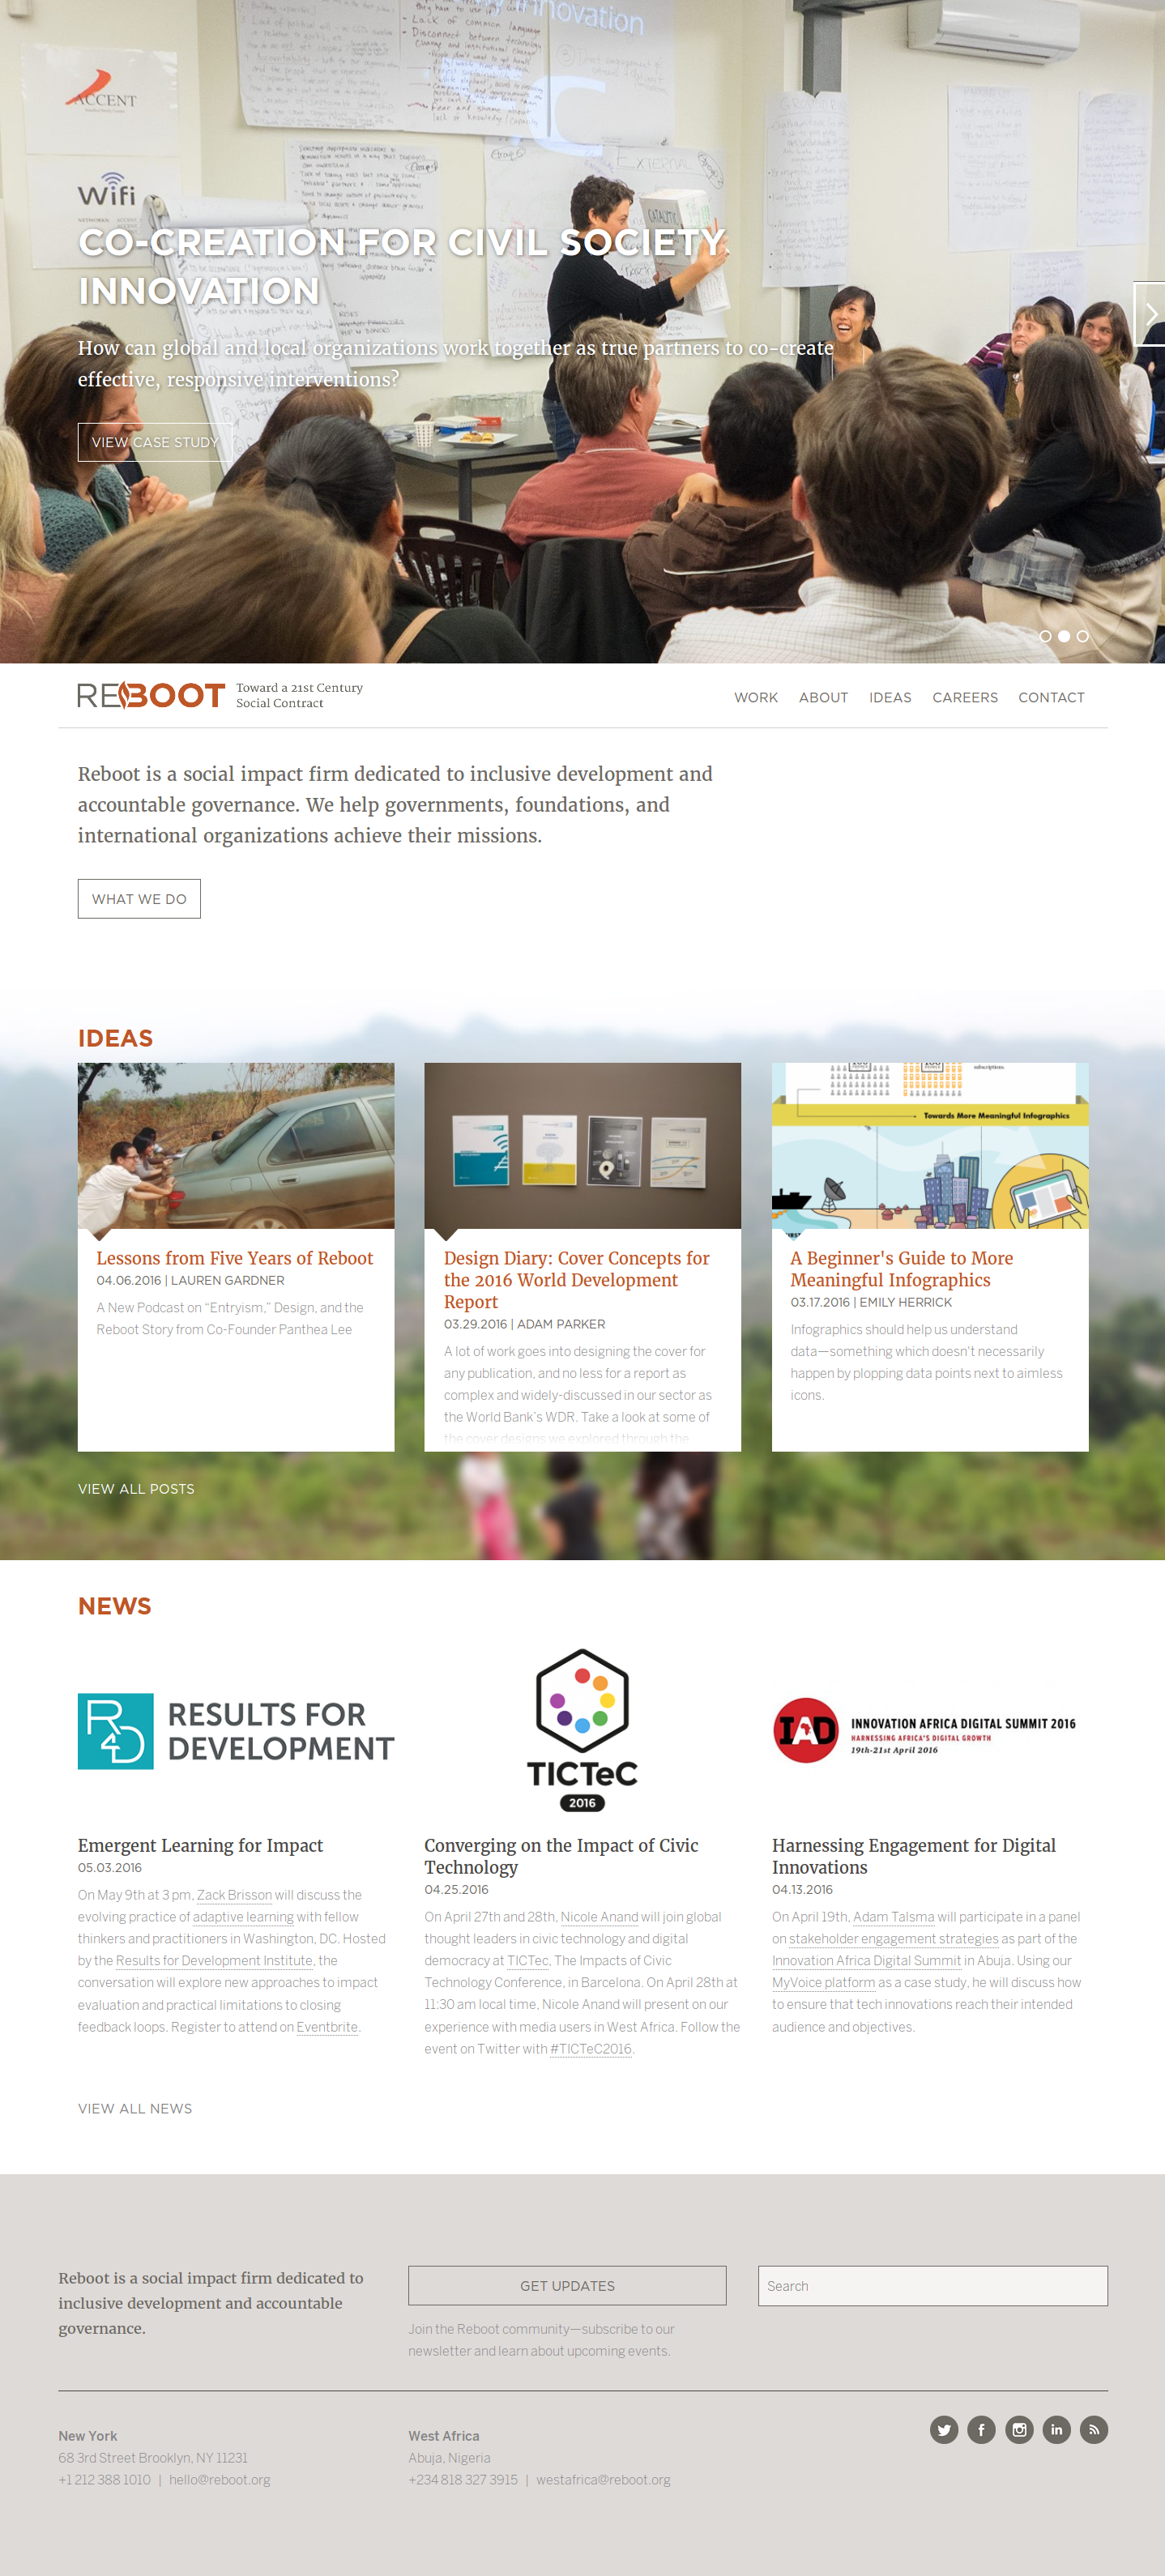 Innovation
Lack of common language
Disconnect between technology
ACCENT
Wifi
EXTERNAL
CATALYTIC
CO-CREATION FOR CIVIL SOCIETY
INNOVATION
How can global and local organizations work together as true partners to co-create
effective, responsive interventions?
VIEW CASE STUDY
REBOOT
Toward a 21st Century
Social Contract
WORK ABOUT IDEAS CAREERS CONTACT
Reboot is a social impact firm dedicated to inclusive development and
accountable governance. We help governments, foundations, and
international organizations achieve their missions.
WHAT WE DO
IDEAS
subscriptions.
Towards More Meaningful Infographics
Lessons from Five Years of Reboot
04.06.2016 | LAUREN GARDNER
A New Podcast on “Entryism,” Design, and the
Reboot Story from Co-Founder Panthea Lee
Design Diary: Cover Concepts for
the 2016 World Development
Report
03.29.2016 | ADAM PARKER
A lot of work goes into designing the cover for
any publication, and no less for a report as
complex and widely-discussed in our sector as
the World Bank’s WDR. Take a look at some of
the cover designs we explored through the
FIRST
A Beginner's Guide to More
Meaningful Infographics
03.17.2016 | EMILY HERRICK
Infographics should help us understand
data—something which doesn't necessarily
happen by plopping data points next to aimless
icons.
VIEW ALL POSTS
NEWS
R4D
RESULTS FOR
DEVELOPMENT
TICTeC
2016
IAD
INNOVATION AFRICA DIGITAL SUMMIT 2016
HARNESSING AFRICA'S DIGITAL GROWTH
19th-21st April 2016
Emergent Learning for Impact
05.03.2016
On May 9th at 3 pm, Zack Brisson will discuss the
evolving practice of adaptive learning with fellow
thinkers and practitioners in Washington, DC. Hosted
by the Results for Development Institute, the
conversation will explore new approaches to impact
evaluation and practical limitations to closing
feedback loops. Register to attend on Eventbrite.
Converging on the Impact of Civic
Technology
04.25.2016
On April 27th and 28th, Nicole Anand will join global
thought leaders in civic technology and digital
democracy at TICTec, The Impacts of Civic
Technology Conference, in Barcelona. On April 28th at
11:30 am local time, Nicole Anand will present on our
experience with media users in West Africa. Follow the
event on Twitter with #TICTeC2016.
Harnessing Engagement for Digital
Innovations
04.13.2016
On April 19th, Adam Talsma will participate in a panel
on stakeholder engagement strategies as part of the
Innovation Africa Digital Summit in Abuja. Using our
MyVoice platform as a case study, he will discuss how
to ensure that tech innovations reach their intended
audience and objectives.
VIEW ALL NEWS
Reboot is a social impact firm dedicated to
inclusive development and accountable
governance.
GET UPDATES
Join the Reboot community—subscribe to our
newsletter and learn about upcoming events.
Search
New York
68 3rd Street Brooklyn, NY 11231
+1 212 388 1010 | hello@reboot.org
West Africa
Abuja, Nigeria
+234 818 327 3915 | westafrica@reboot.org